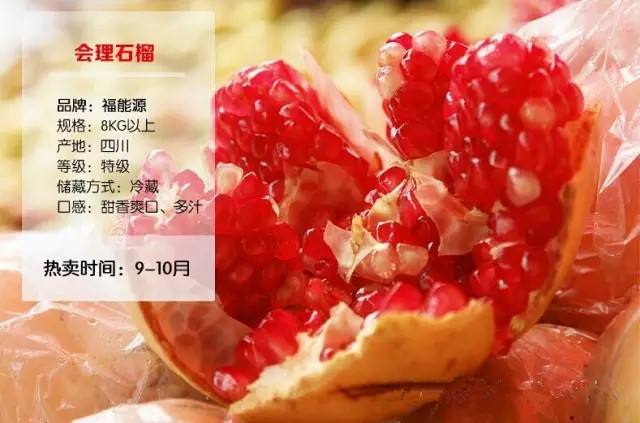 会理石榴
品牌：福能源
规格：8KG以上
产地：四川
等级：特级
储藏方式：冷藏
口感：甜香爽口、多汁
热卖时间：9-10月